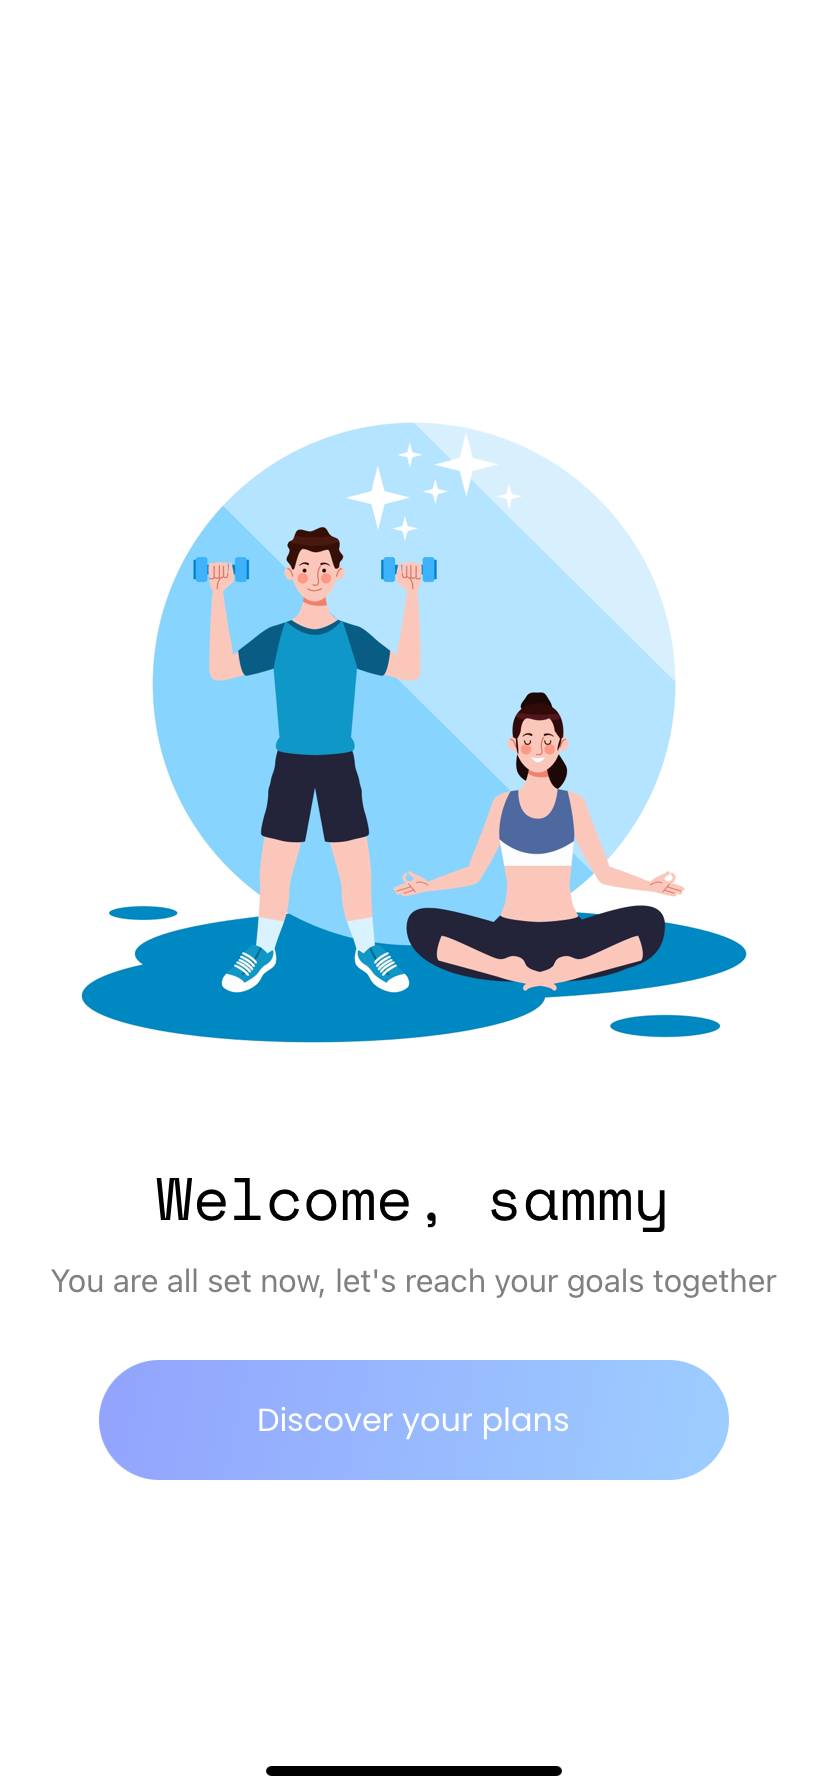 Welcome, sammy
You are all set now, let's reach your goals together
Discover your plans